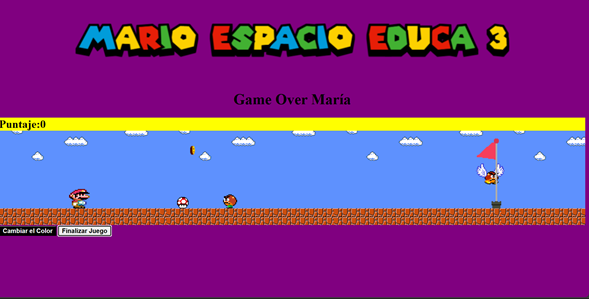 MARIO ESPACIO EDUCA 3
Game Over María
Puntaje:0
Cambiar el Color Finalizar Juego